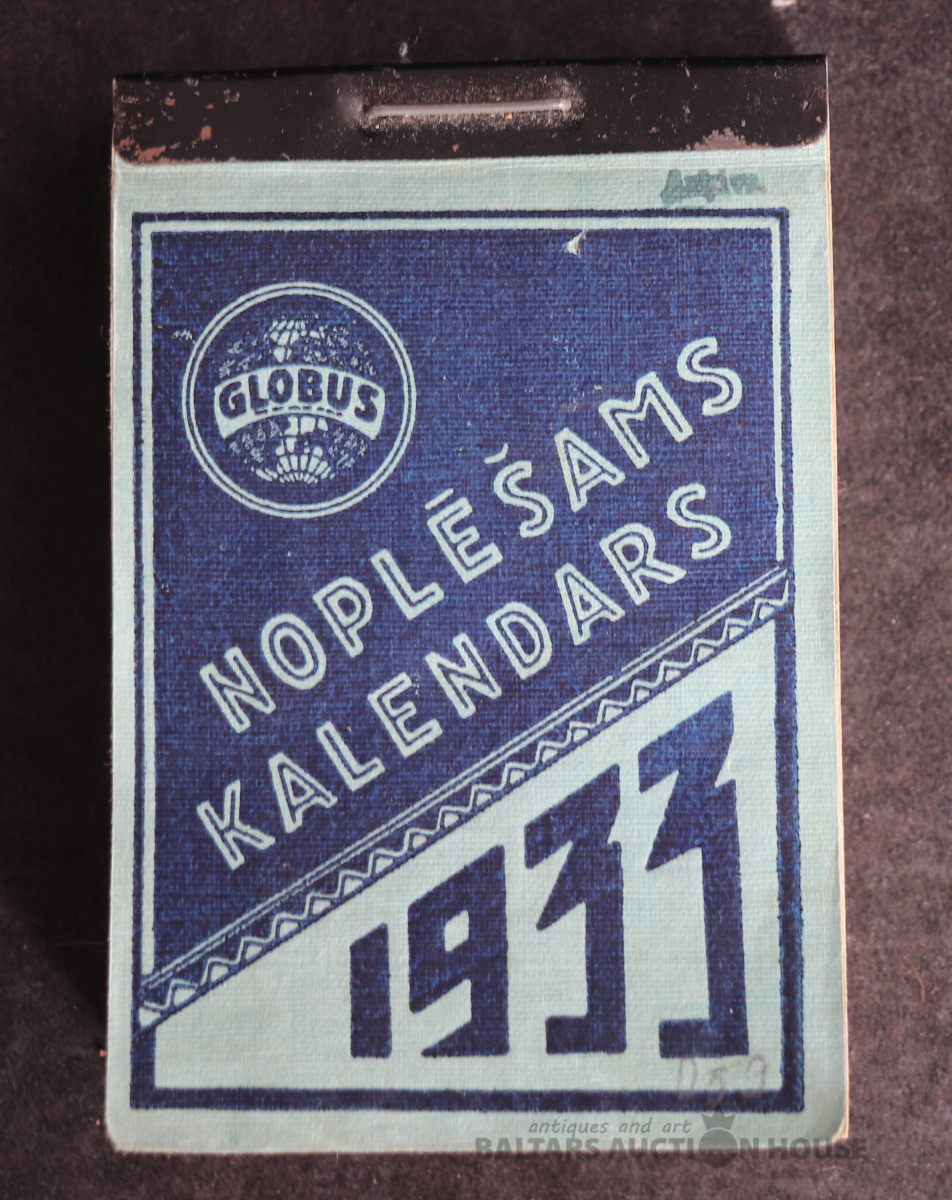 GLOBUS
NOPLĒŠAMS
KALENDARS
1933
antiques and art
BALTARS AUCTION HOUSE